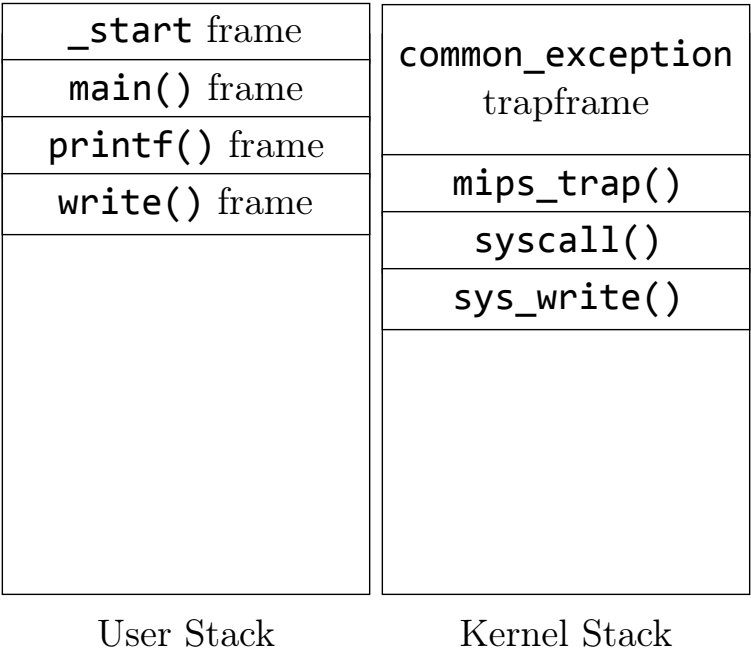 _start frame
main() frame
printf() frame
write() frame
User Stack
common_exception
trapframe
mips_trap()
syscall()
sys_write()
Kernel Stack